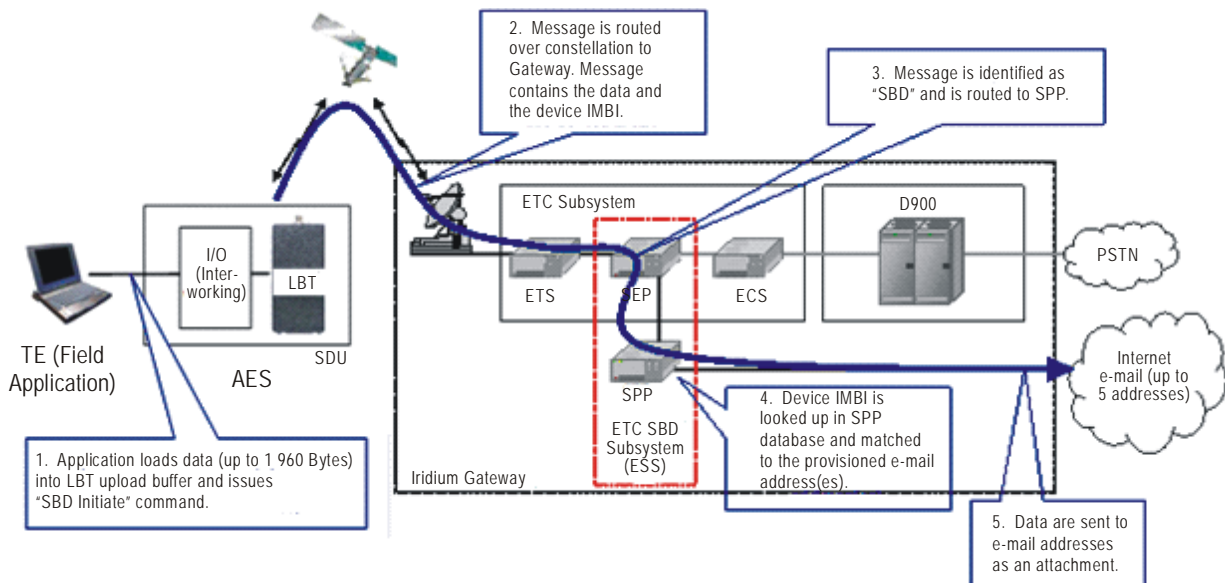 2. Message is routed
over constellation to
Gateway. Message
contains the data and
the device IMBI.
3. Message is identified as
"SBD" and is routed to SPP.
ETC Subsystem
D900
I/O
(Inter-
working)
LBT
ETS
SEP
ECS
PSTN
SDU
TE (Field
Application)
AES
SPP
Internet
e-mail (up to
5 addresses)
1. Application loads data (up to 1 960 Bytes)
into LBT upload buffer and issues
"SBD Initiate" command.
ETC SBD
Subsystem
(ESS)
4. Device IMBI is
looked up in SPP
database and matched
to the provisioned e-mail
address(es).
Iridium Gateway
5. Data are sent to
e-mail addresses
as an attachment.